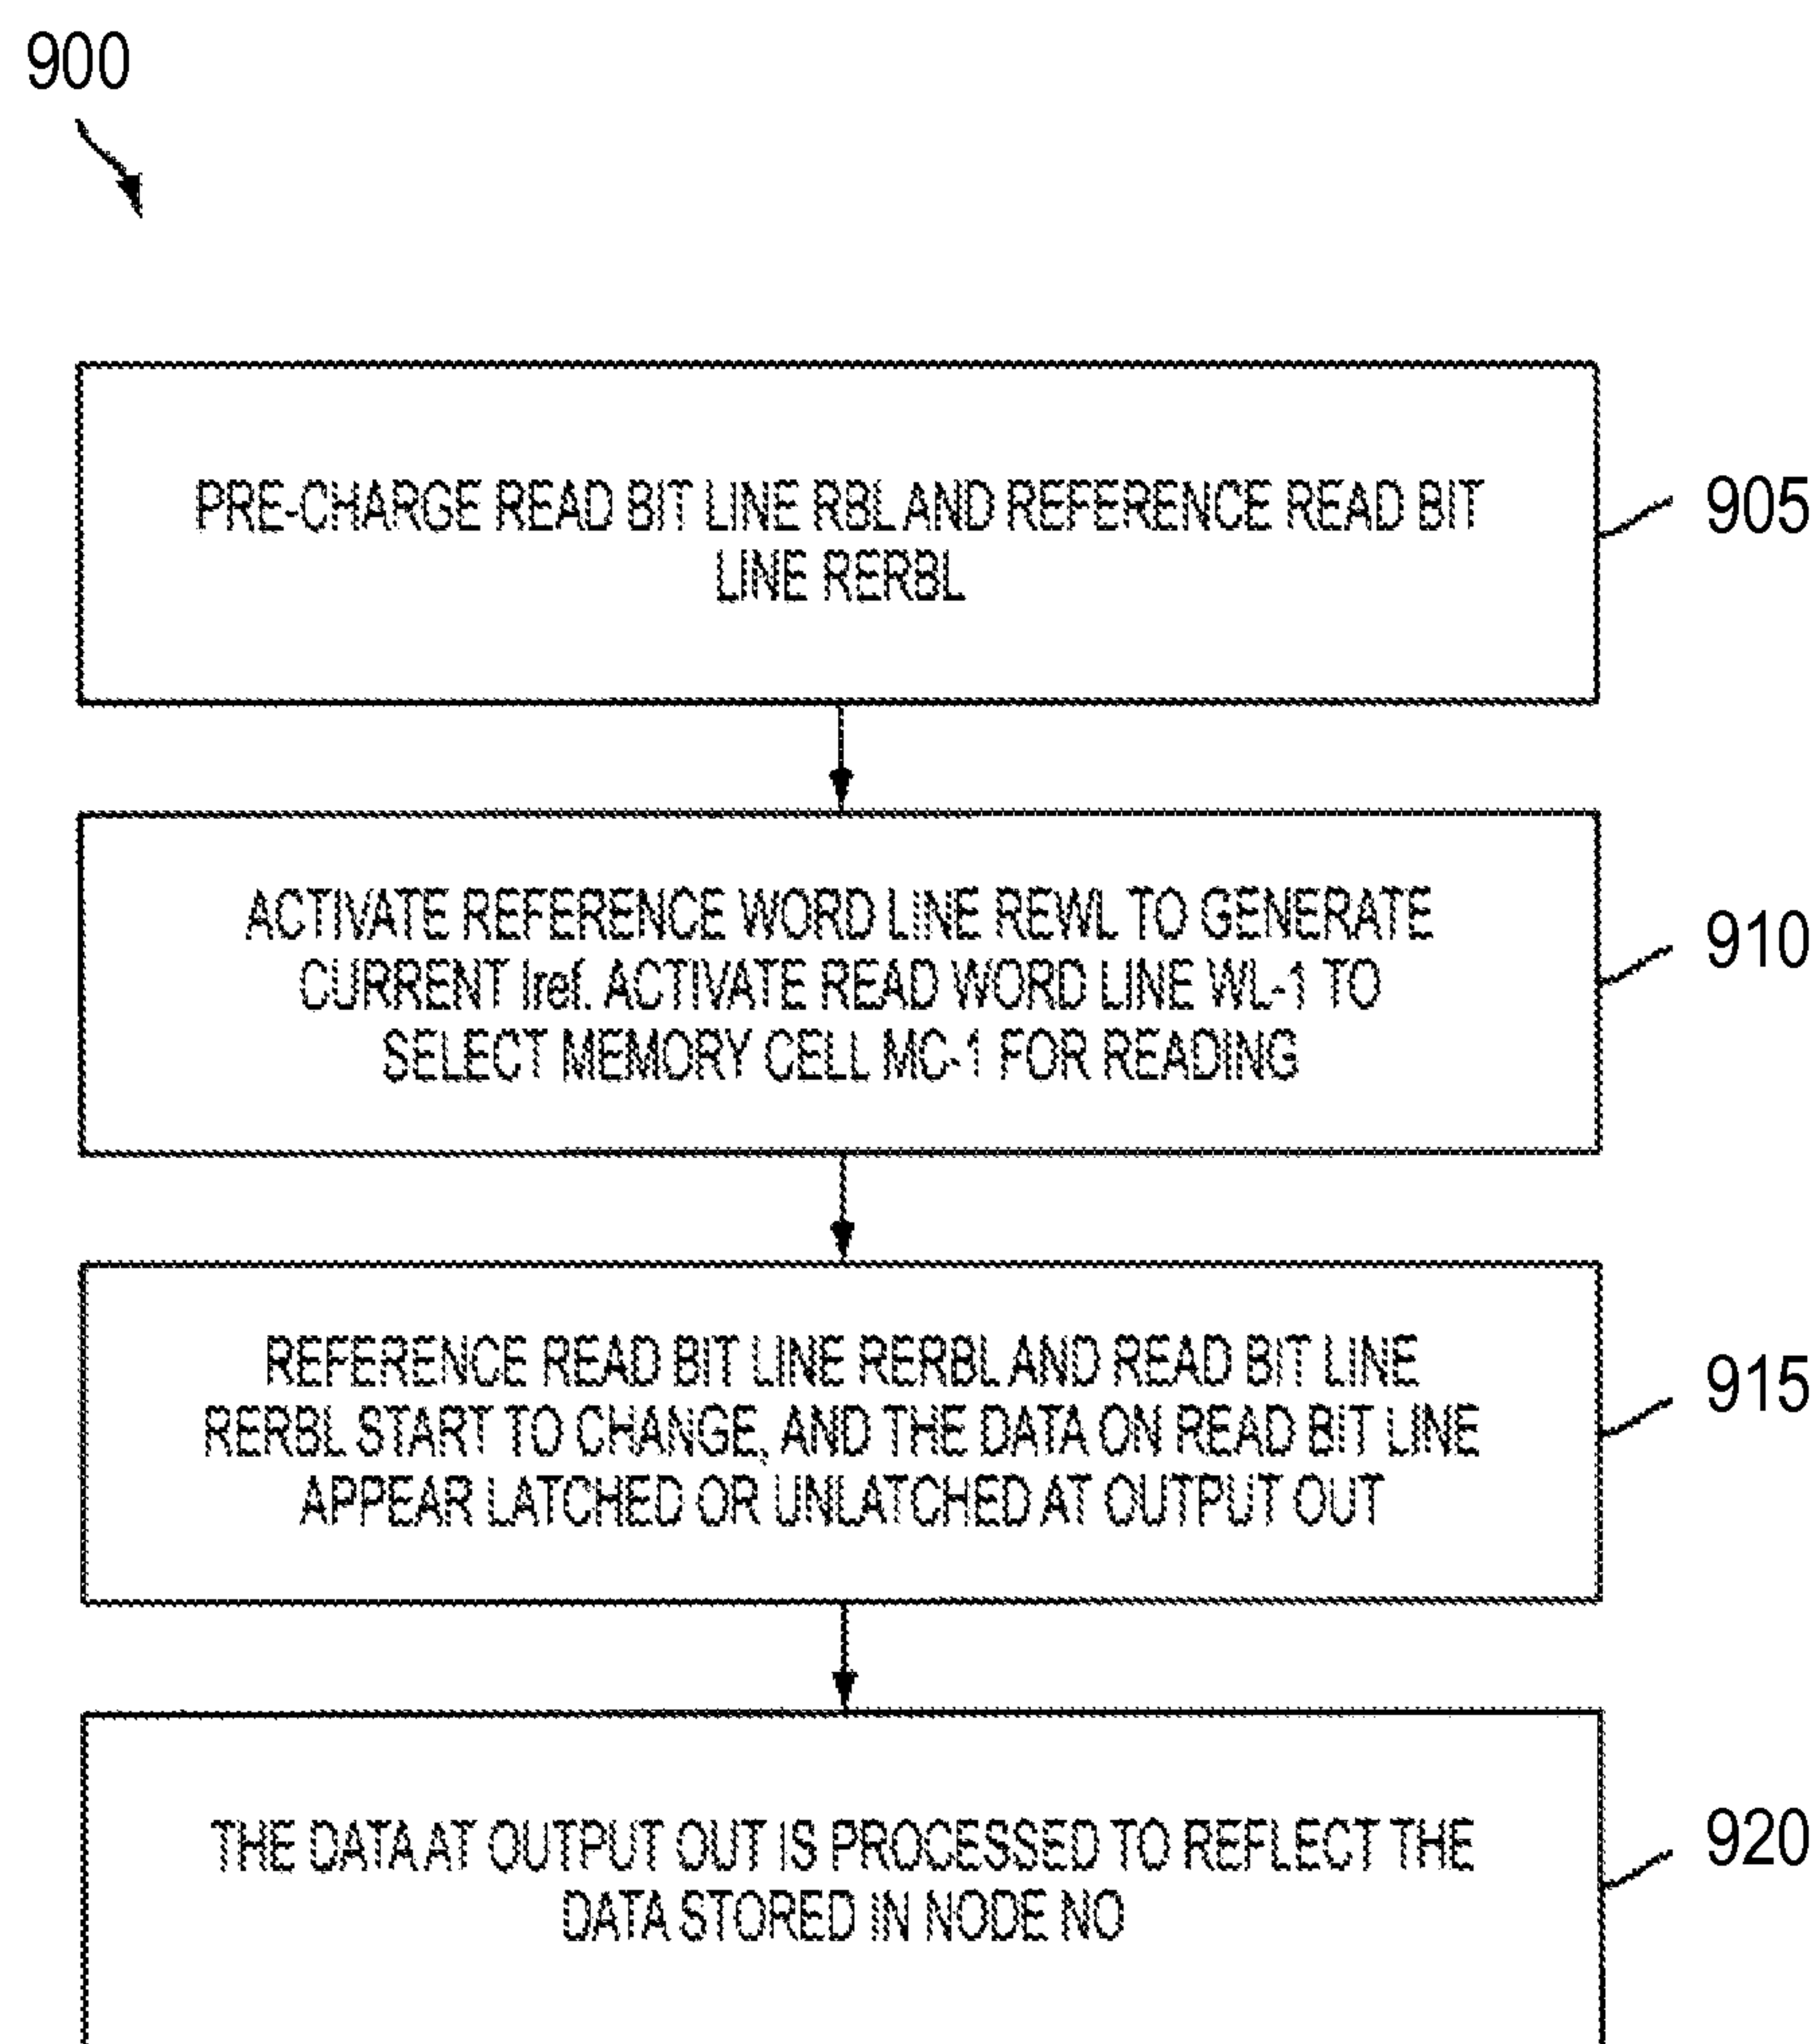 900
PRE-CHARGE READ BIT LINE RBL AND REFERENCE READ BIT
LINE RERBL
905
ACTIVATE REFERENCE WORD LINE REWL TO GENERATE
CURRENT Iref. ACTIVATE READ WORD LINE WL-1 TO
SELECT MEMORY CELL MC-1 FOR READING
910
REFERENCE READ BIT LINE RERBL AND READ BIT LINE
RERBL START TO CHANGE, AND THE DATA ON READ BIT LINE
APPEAR LATCHED OR UNLATCHED AT OUTPUT OUT
915
THE DATA AT OUTPUT OUT IS PROCESSED TO REFLECT THE
DATA STORED IN NODE NO
920